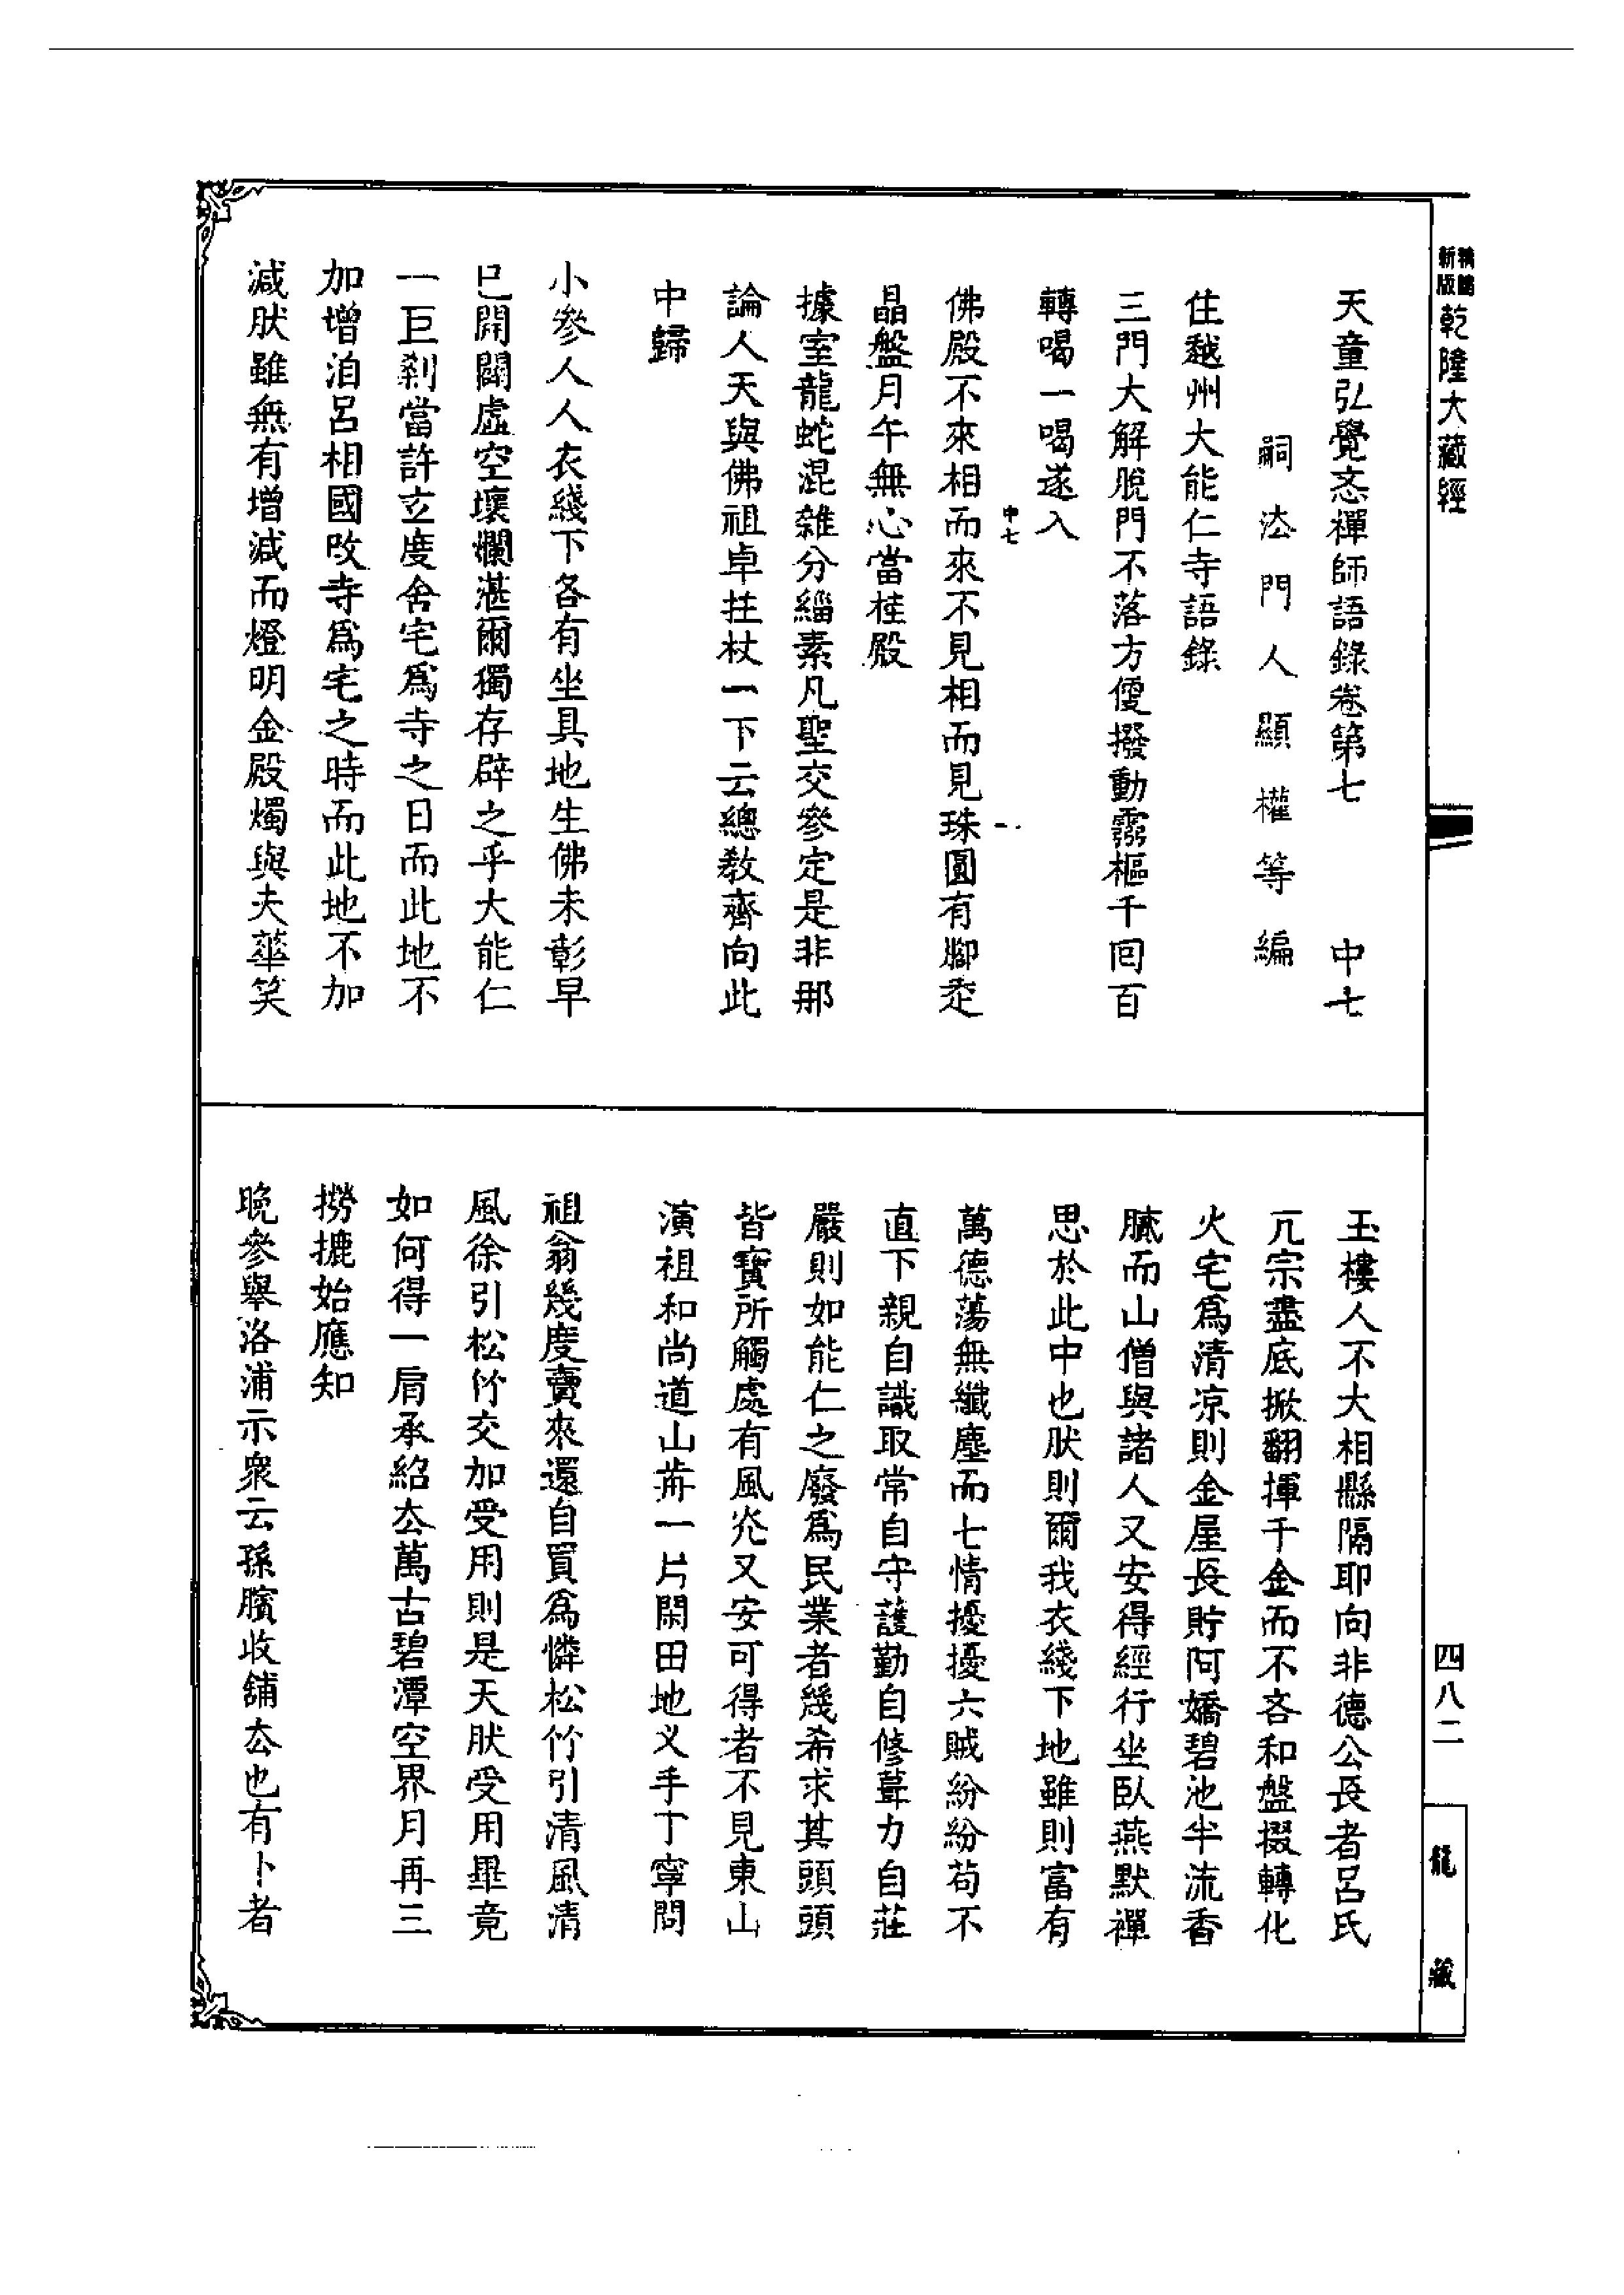 新版
精縮
乾隆大藏經
四八二
龍藏
天童弘覺忞禪師語錄卷第七　中七
嗣法門人顯權等編
住越州大能仁寺語錄
三門大解脫門不落方便撥動靈樞千回百
轉喝一喝遂入
中七
佛殿不來相而來不見相而見珠圓有腳走
晶盤月午無心當桂殿
據室龍蛇混雜分緇素凡聖交參定是非那
論人天與佛祖卓拄杖一下云總教齊向此
中歸
小參人人衣綫下各有坐具地生佛未彰早
已開闢虛空壞爛湛爾獨存辟之乎大能仁
一巨剎當許玄度舍宅爲寺之日而此地不
加增洎呂相國改寺爲宅之時而此地不加
減肰雖無有增減而燈明金殿燭與夫華笑
玉樓人不大相縣隔耶向非德公長者呂氏
亢宗盡底掀翻揮千金而不吝和盤掇轉化
火宅爲清凉則金屋長貯阿嬌碧池半流香
膩而山僧與諸人又安得經行坐臥燕默禪
思於此中也肰則爾我衣綫下地雖則富有
萬德蕩無纖塵而七情擾擾六賊紛紛苟不
直下親自識取常自守護勤自修葺力自莊
嚴則如能仁之廢爲民業者幾希求其頭頭
皆寶所觸處有風光又安可得者不見東山
演祖和尚道山歬一片閑田地义手丁寧問
祖翁幾度賣來還自買爲憐松竹引清風清
風徐引松竹交加受用則是天肰受用畢竟
如何得一肩承紹去萬古碧潭空界月再三
撈摝始應知
晚參舉洛浦示衆云孫臏收舖去也有卜者